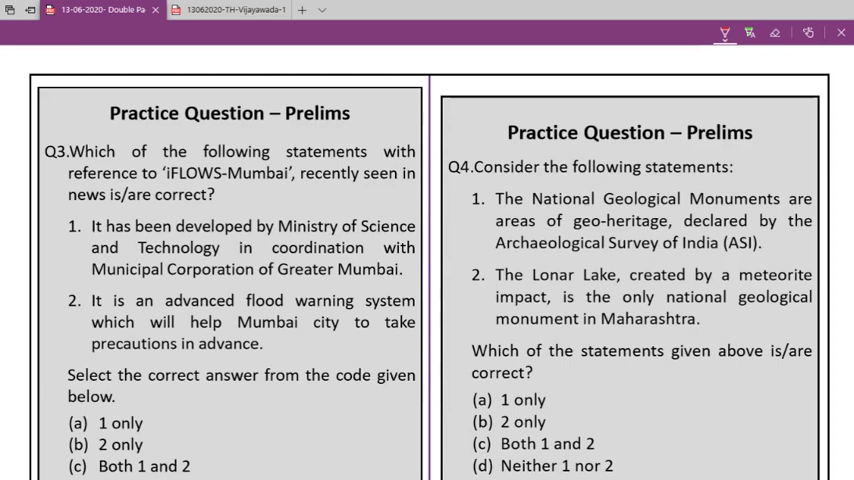 13-06-2020- Double Pa
13062020-TH-Vijayawada-1
Practice Question – Prelims
Q3.Which of the following statements with
reference to ‘iFLOWS-Mumbai’, recently seen in
news is/are correct?
1. It has been developed by Ministry of Science
and Technology in coordination with
Municipal Corporation of Greater Mumbai.
2. It is an advanced flood warning system
which will help Mumbai city to take
precautions in advance.
Select the correct answer from the code given
below.
(a) 1 only
(b) 2 only
(c) Both 1 and 2
Practice Question – Prelims
Q4.Consider the following statements:
1. The National Geological Monuments are
areas of geo-heritage, declared by the
Archaeological Survey of India (ASI).
2. The Lonar Lake, created by a meteorite
impact, is the only national geological
monument in Maharashtra.
Which of the statements given above is/are
correct?
(a) 1 only
(b) 2 only
(c) Both 1 and 2
(d) Neither 1 nor 2